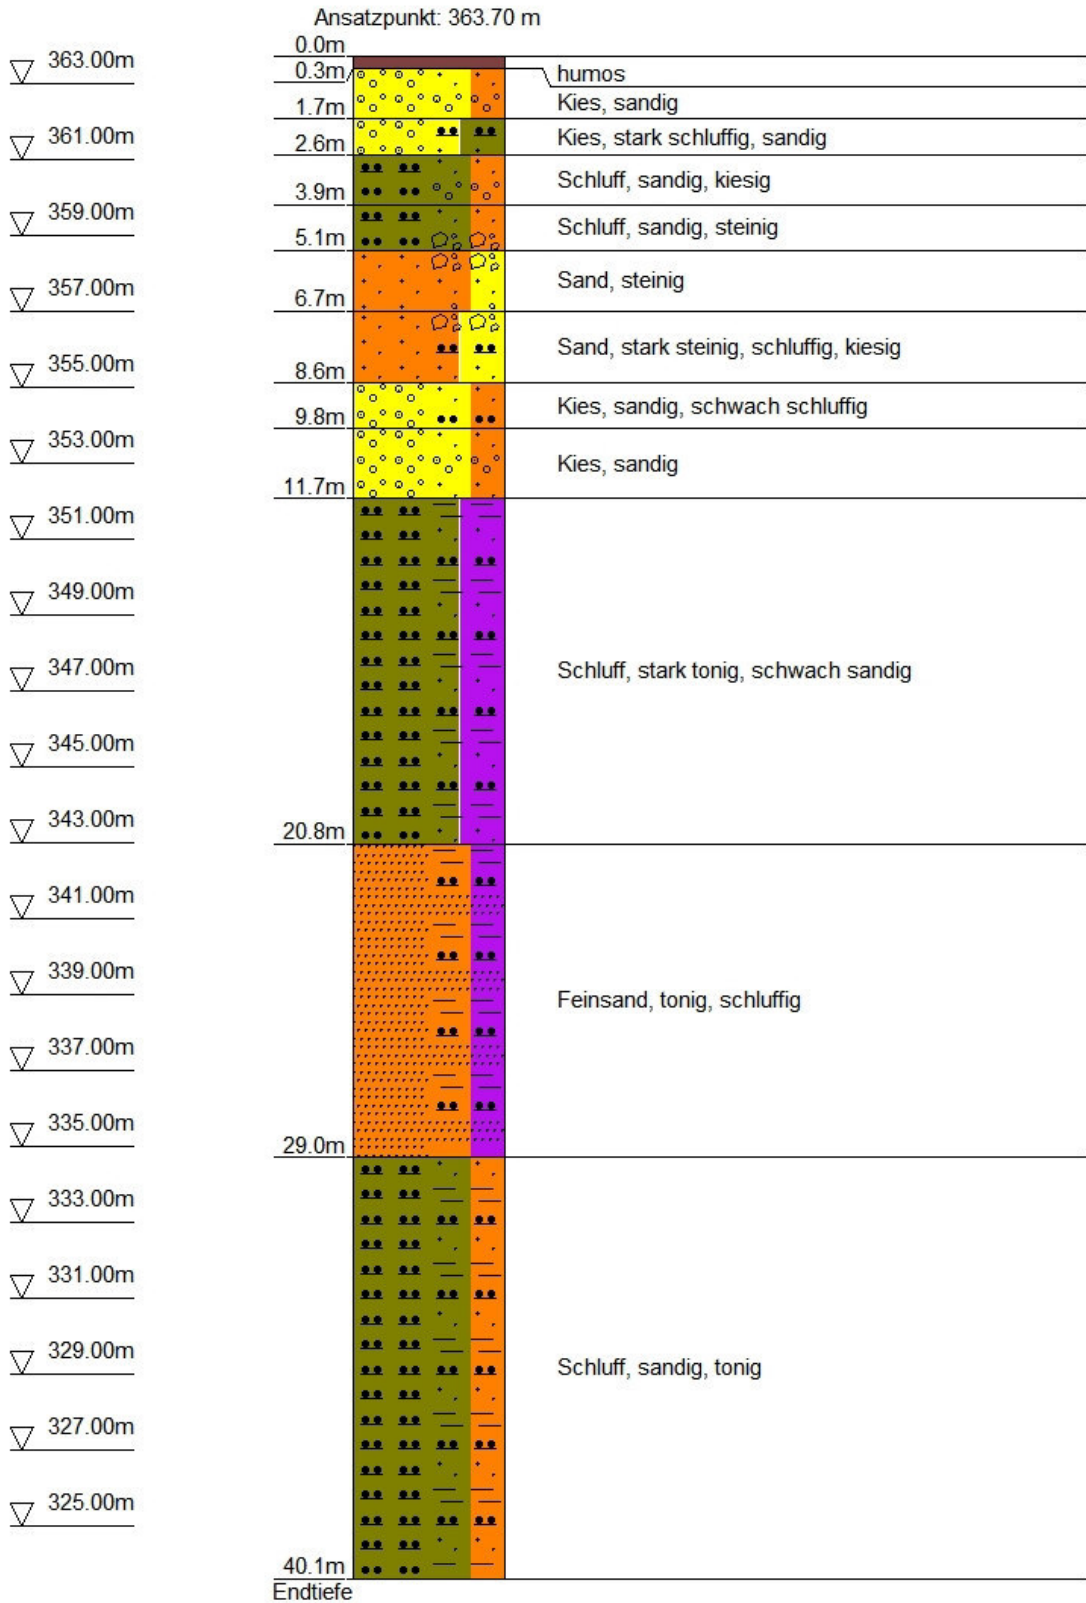 Ansatzpunkt: 363.70 m
0.0m
363.00m
0.3m
humos
1.7m
Kies, sandig
361.00m
2.6m
Kies, stark schluffig, sandig
3.9m
Schluff, sandig, kiesig
359.00m
5.1m
Schluff, sandig, steinig
357.00m
6.7m
Sand, steinig
355.00m
8.6m
Sand, stark steinig, schluffig, kiesig
9.8m
Kies, sandig, schwach schluffig
353.00m
11.7m
Kies, sandig
351.00m
349.00m
347.00m
Schluff, stark tonig, schwach sandig
345.00m
343.00m
20.8m
341.00m
339.00m
Feinsand, tonig, schluffig
337.00m
335.00m
29.0m
333.00m
331.00m
329.00m
Schluff, sandig, tonig
327.00m
325.00m
40.1m
Endtiefe